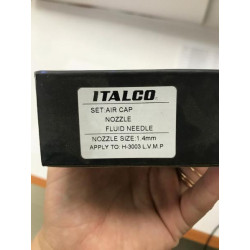 ITALCO
SET AIR CAP
NOZZLE
FLUID NEEDLE
NOZZLE SIZE:1.4mm
APPLY TO: H-3003 L.V.M.P